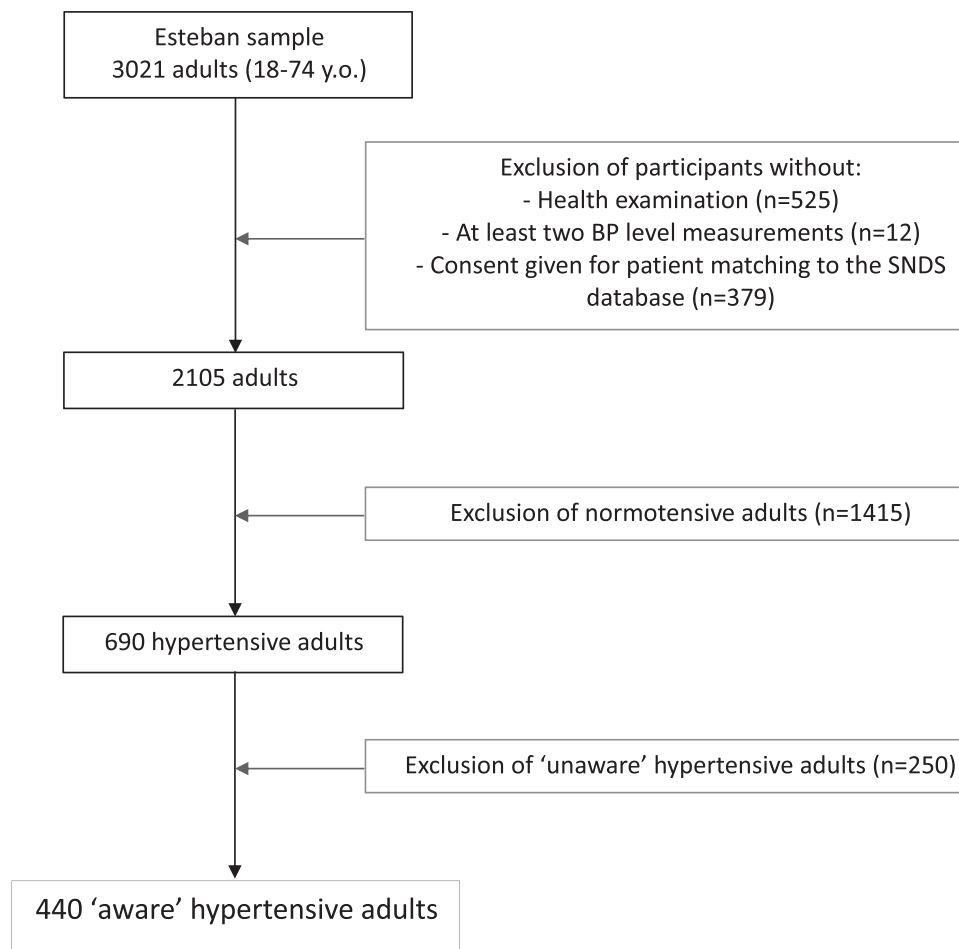 Esteban sample
3021 adults (18-74 y.o.)
Exclusion of participants without:
- Health examination (n=525)
- At least two BP level measurements (n=12)
- Consent given for patient matching to the SNDS
database (n=379)
2105 adults
Exclusion of normotensive adults (n=1415)
690 hypertensive adults
Exclusion of ‘unaware’ hypertensive adults (n=250)
440 ‘aware’ hypertensive adults